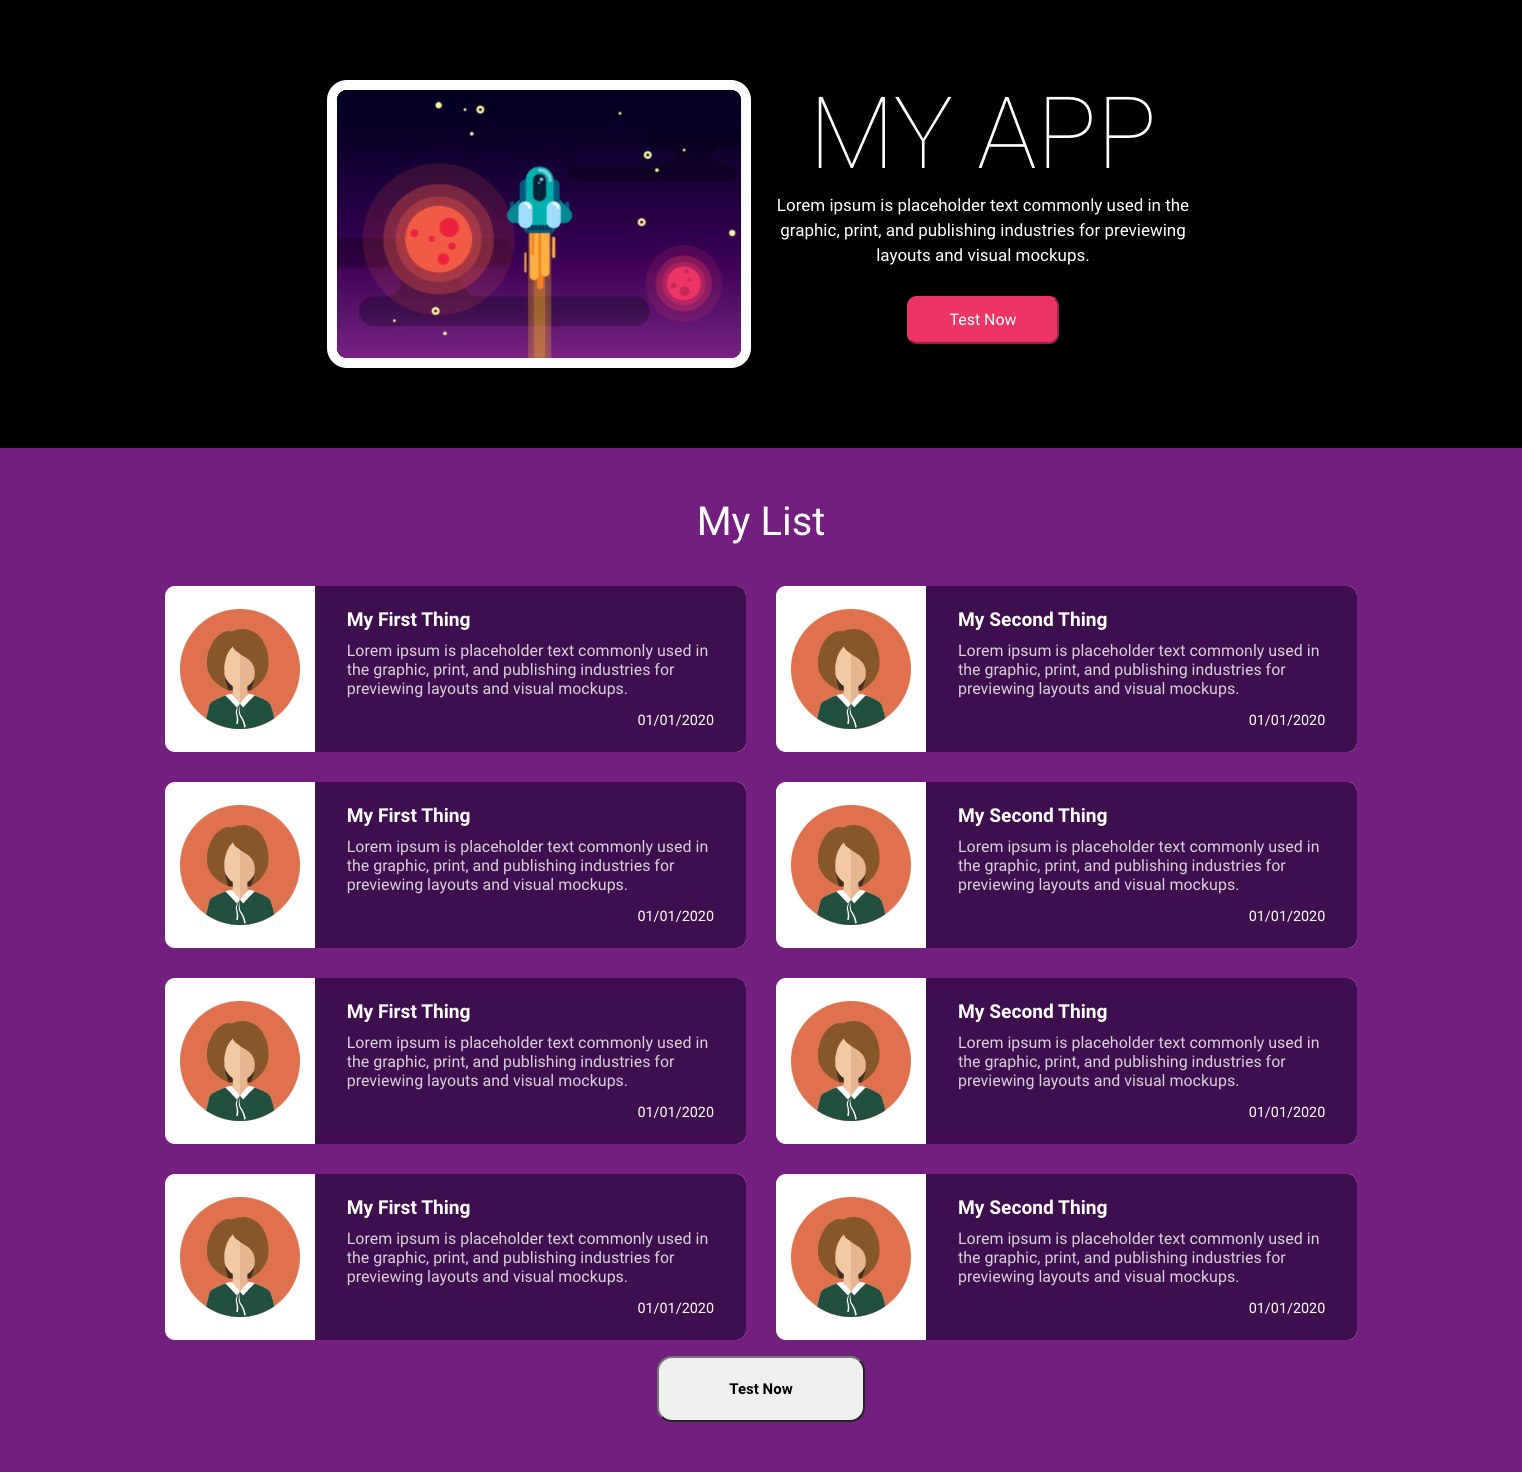 MY APP
Lorem ipsum is placeholder text commonly used in the
graphic, print, and publishing industries for previewing
layouts and visual mockups.
Test Now
My List
My First Thing
Lorem ipsum is placeholder text commonly used in
the graphic, print, and publishing industries for
previewing layouts and visual mockups.
01/01/2020
My Second Thing
Lorem ipsum is placeholder text commonly used in
the graphic, print, and publishing industries for
previewing layouts and visual mockups.
01/01/2020
My First Thing
Lorem ipsum is placeholder text commonly used in
the graphic, print, and publishing industries for
previewing layouts and visual mockups.
01/01/2020
My Second Thing
Lorem ipsum is placeholder text commonly used in
the graphic, print, and publishing industries for
previewing layouts and visual mockups.
01/01/2020
My First Thing
Lorem ipsum is placeholder text commonly used in
the graphic, print, and publishing industries for
previewing layouts and visual mockups.
01/01/2020
My Second Thing
Lorem ipsum is placeholder text commonly used in
the graphic, print, and publishing industries for
previewing layouts and visual mockups.
01/01/2020
My First Thing
Lorem ipsum is placeholder text commonly used in
the graphic, print, and publishing industries for
previewing layouts and visual mockups.
01/01/2020
My Second Thing
Lorem ipsum is placeholder text commonly used in
the graphic, print, and publishing industries for
previewing layouts and visual mockups.
01/01/2020
Test Now